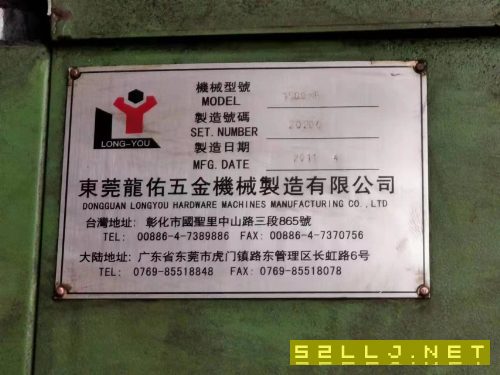 LONG-YOU
機械型號
MODEL
製造號碼
SET. NUMBER
製造日期
MFG. DATE 2011 4
東莞龍佑五金機械製造有限公司
DONGGUAN LONGYOU HARDWARE MACHINES MANUFACTURING CO.,LTD
台灣地址: 彰化市國聖里中山路三段865號
TEL: 00886-4-7389886 FAX: 00886-4-7370756
大陆地址: 广东省东莞市虎门镇路东管理区长虹路6号
TEL: 0769-85518848 FAX: 0769-85518078
52LLJ.NET